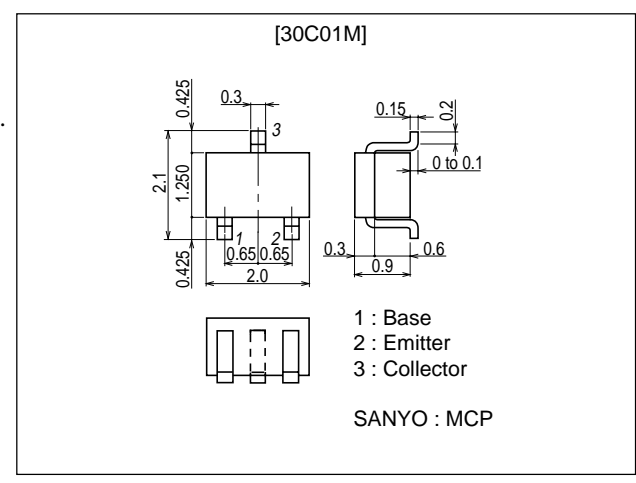 [30C01M]
0.425
0.3
3
0.15
0.2
0 to 0.1
2.1
1.250
1
2
0.65 0.65
0.425
2.0
0.3
0.6
0.9
1 : Base
2 : Emitter
3 : Collector
SANYO : MCP